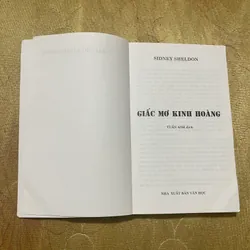 SIDNEY SHELDON
GIẤC MƠ KINH HOÀNG
NHÀ XUẤT BẢN VĂN HỌC